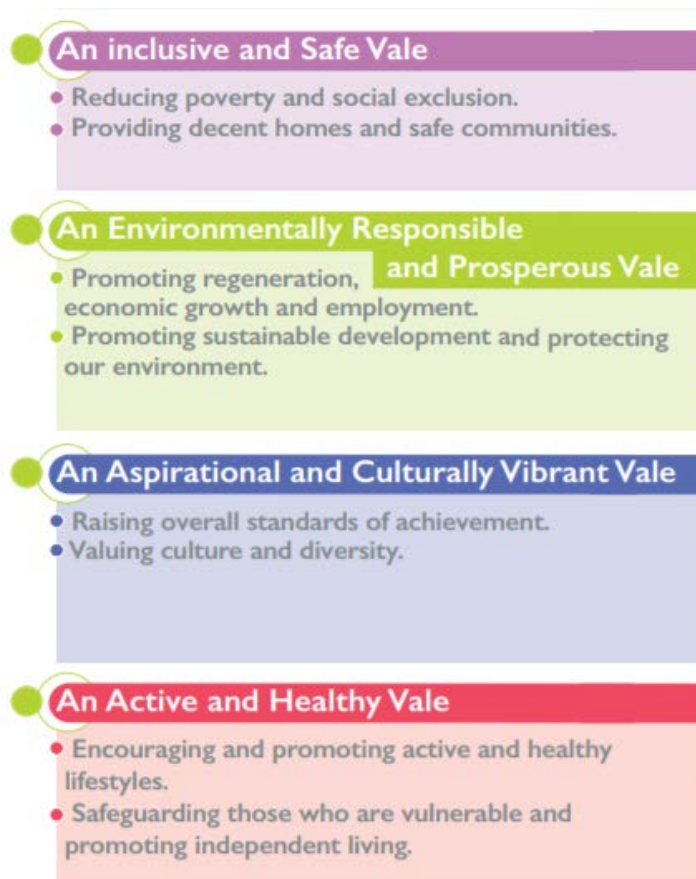 An inclusive and Safe Vale
• Reducing poverty and social exclusion.
• Providing decent homes and safe communities.
An Environmentally Responsible
and Prosperous Vale
• Promoting regeneration,
economic growth and employment.
• Promoting sustainable development and protecting
our environment.
An Aspirational and Culturally Vibrant Vale
• Raising overall standards of achievement.
• Valuing culture and diversity.
An Active and Healthy Vale
• Encouraging and promoting active and healthy
lifestyles.
• Safeguarding those who are vulnerable and
promoting independent living.